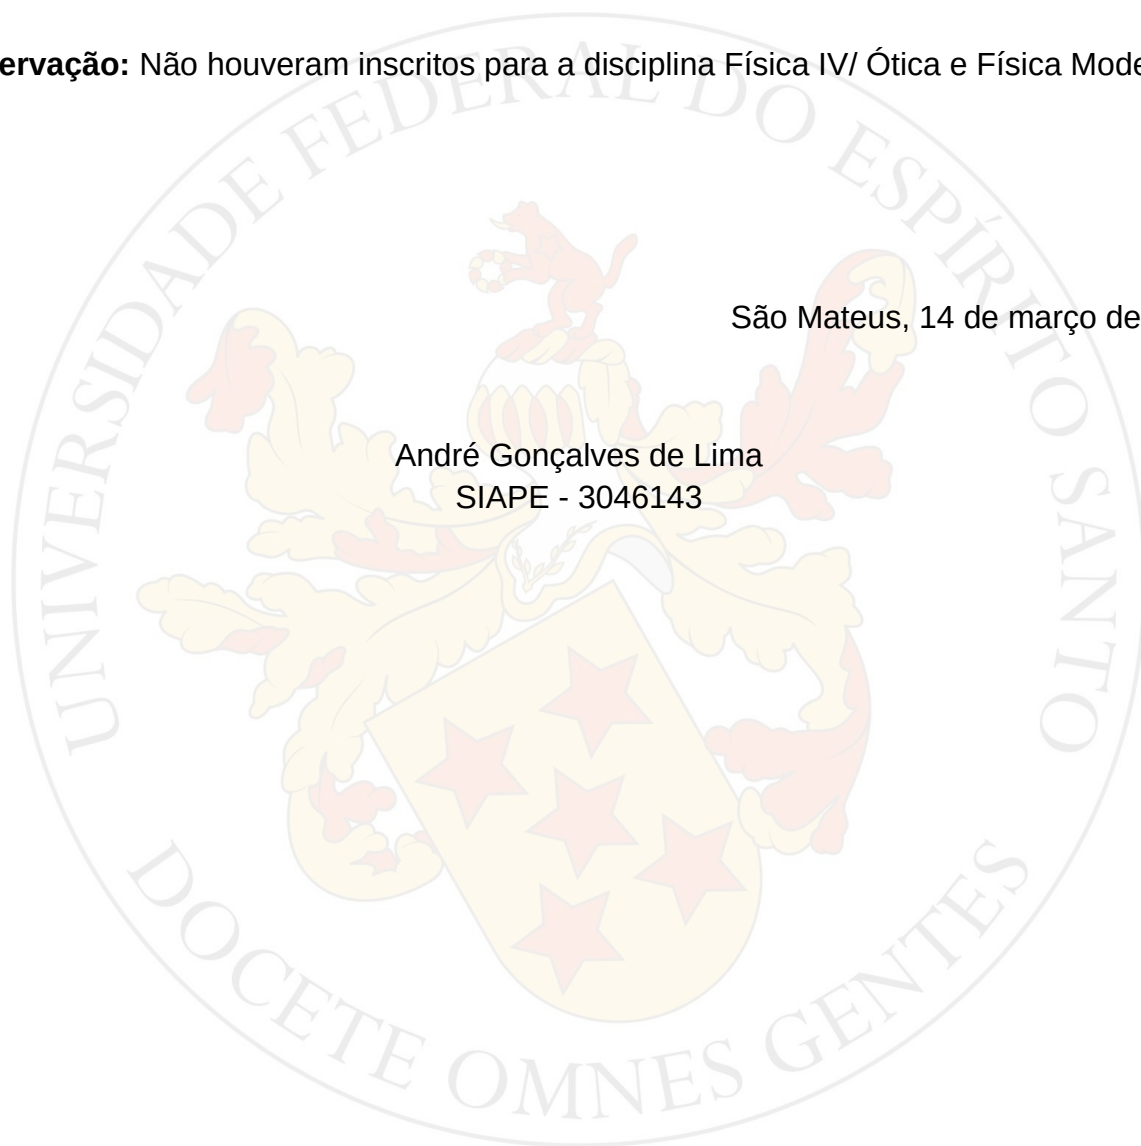 ervação: Não houveram inscritos para a disciplina Física IV/ Ótica e Física Mode
São Mateus, 14 de março de
André Gonçalves de Lima
SIAPE - 3046143
UNIVERSIDADE FEDERAL DO ESPÍRITO SANTO
DOCETE OMNES GENTES